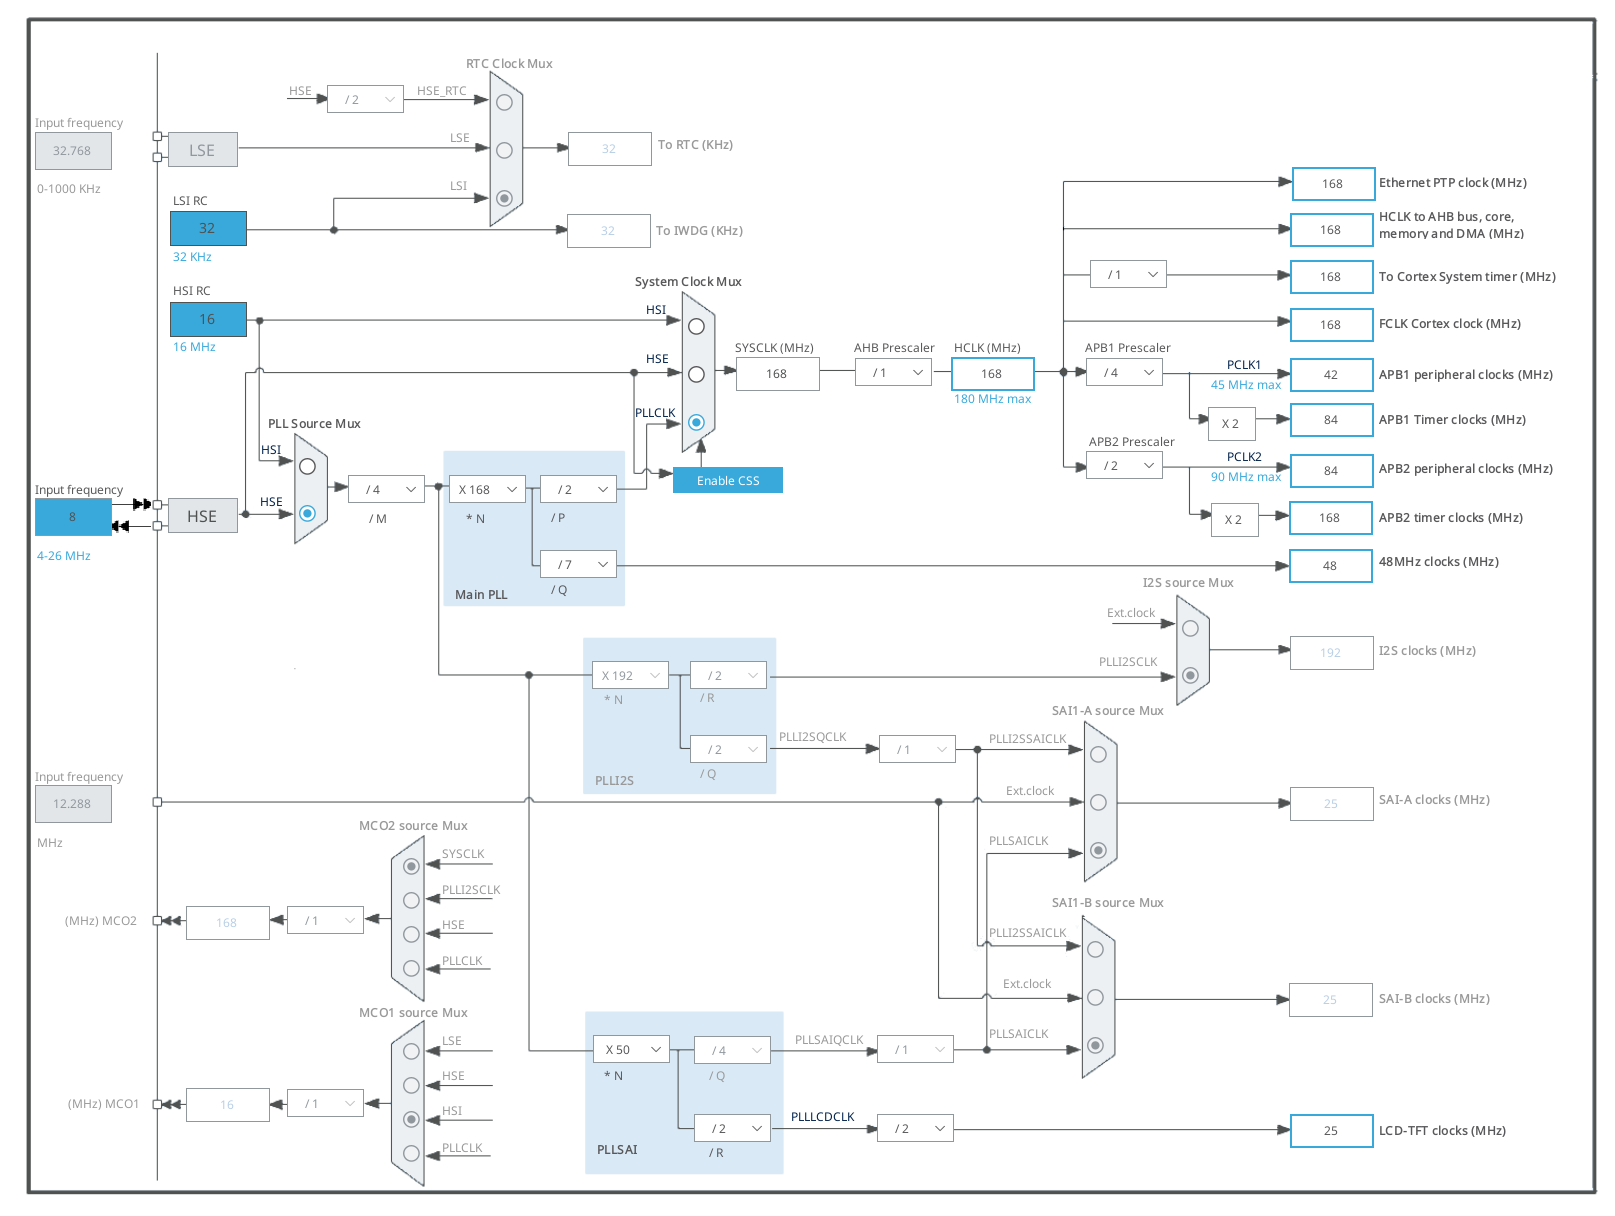 RTC Clock Mux
HSE
/ 2
HSE_RTC
Input frequency
32.768
0-1000 KHz
LSE
LSE
32
To RTC (KHz)
LSI
LSI RC
32
32 KHz
32
To IWDG (KHz)
HSI RC
16
16 MHz
System Clock Mux
HSI
HSE
PLLCLK
SYSCLK (MHz)
168
AHB Prescaler
/ 1
HCLK (MHz)
168
180 MHz max
168
Ethernet PTP clock (MHz)
168
HCLK to AHB bus, core,
memory and DMA (MHz)
/ 1
168
To Cortex System timer (MHz)
168
FCLK Cortex clock (MHz)
APB1 Prescaler
/ 4
PCLK1
45 MHz max
42
APB1 peripheral clocks (MHz)
X 2
84
APB1 Timer clocks (MHz)
APB2 Prescaler
/ 2
PCLK2
90 MHz max
84
APB2 peripheral clocks (MHz)
X 2
168
APB2 timer clocks (MHz)
48
48MHz clocks (MHz)
PLL Source Mux
HSI
HSE
Input frequency
8
4-26 MHz
HSE
/ 4
/ M
X 168
* N
/ 2
/ P
/ 7
/ Q
Main PLL
Enable CSS
I2S source Mux
Ext.clock
PLLI2SCLK
192
I2S clocks (MHz)
X 192
* N
/ 2
/ R
/ 2
/ Q
PLLI2S
PLLI2SQCLK
/ 1
SAI1-A source Mux
PLLI2SSAICLK
Ext.clock
PLLSAICLK
25
SAI-A clocks (MHz)
Input frequency
12.288
MHz
MCO2 source Mux
SYSCLK
PLLI2SCLK
HSE
PLLCLK
(MHz) MCO2
168
/ 1
SAI1-B source Mux
PLLI2SSAICLK
Ext.clock
PLLSAICLK
25
SAI-B clocks (MHz)
MCO1 source Mux
LSE
HSE
HSI
PLLCLK
(MHz) MCO1
16
/ 1
X 50
* N
/ 4
/ Q
/ 2
/ R
PLLSAI
PLLSAIQCLK
/ 1
PLLLCDCLK
/ 2
25
LCD-TFT clocks (MHz)